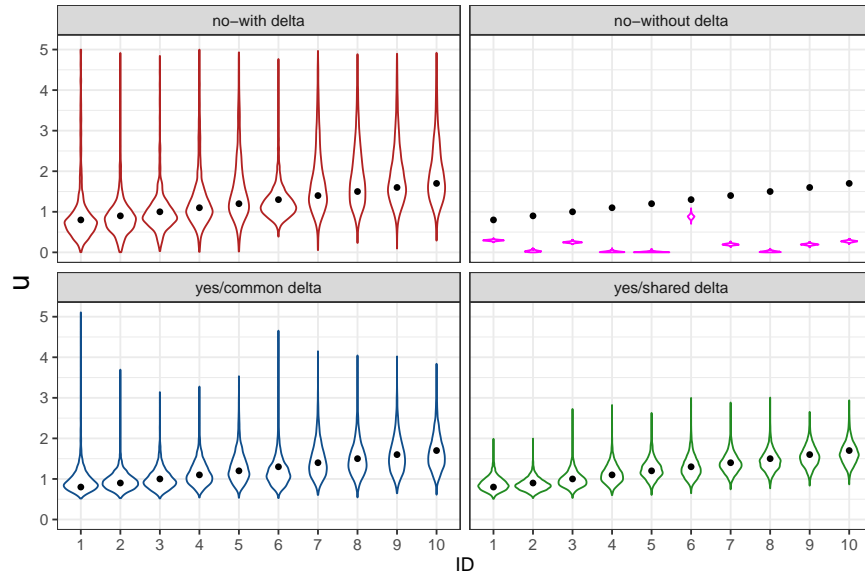 no−with delta
no−without delta
5
4
3
2
1
0
u
yes/common delta
yes/shared delta
5
4
3
2
1
0
1 2 3 4 5 6 7 8 9 10
1 2 3 4 5 6 7 8 9 10
ID